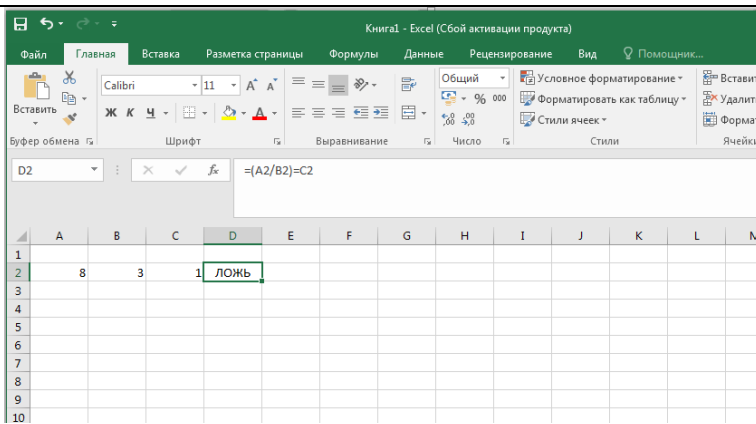 Книга1 - Excel (Сбой активации продукта)
Файл Главная Вставка Разметка страницы Формулы Данные Рецензирование Вид Помощник...
Вставить
Calibri 11
Ж К Ч
Общий
% 000
Условное форматирование
Форматировать как таблицу
Стили ячеек
Встави
Удалит
Формат
Буфер обмена Шрифт Выравнивание Число Стили Ячейки
D2 fx =(A2/B2)=C2
A B C D E F G H I J K L
1
2 8 3 1 ЛОЖЬ
3
4
5
6
7
8
9
10